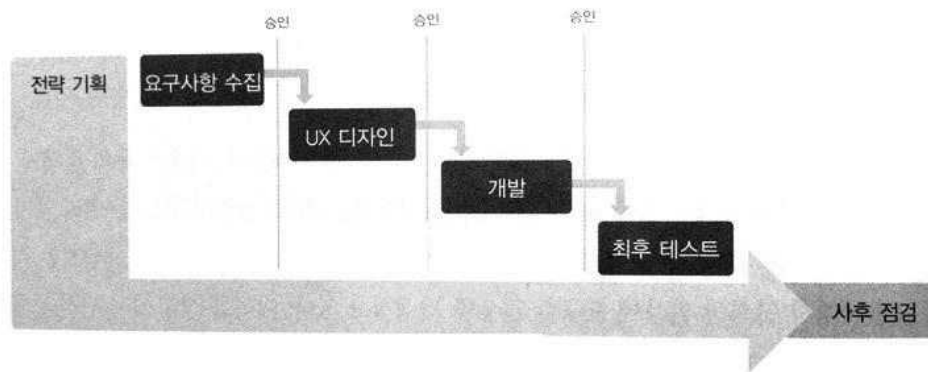 승인
승인
승인
전략 기획
요구사항 수집
UX 디자인
개발
최후 테스트
사후 점검